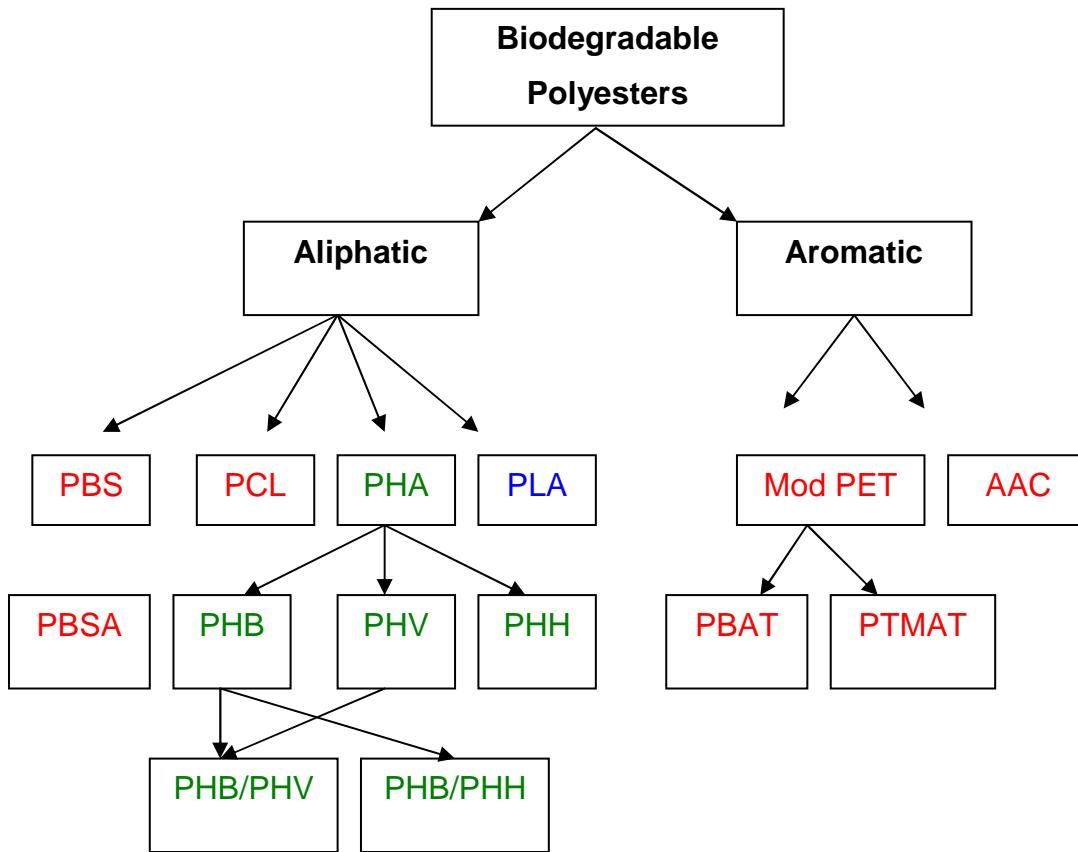 Biodegradable
Polyesters
Aliphatic
Aromatic
PBS
PCL
PHA
PLA
Mod PET
AAC
PBSA
PHB
PHV
PHH
PBAT
PTMAT
PHB/PHV
PHB/PHH